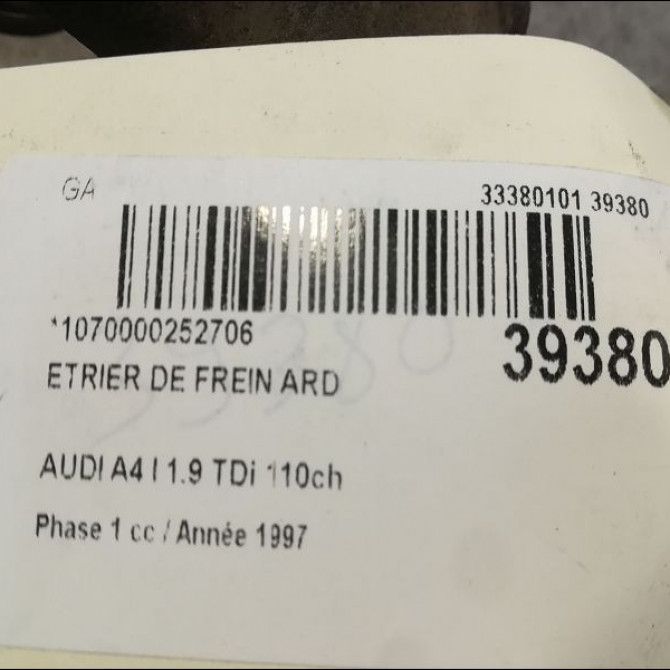 GA
33380101 39380
*1070000252706
39380
ETRIER DE FREIN ARD
AUDI A4 I 1.9 TDi 110ch
Phase 1 cc / Année 1997
39380